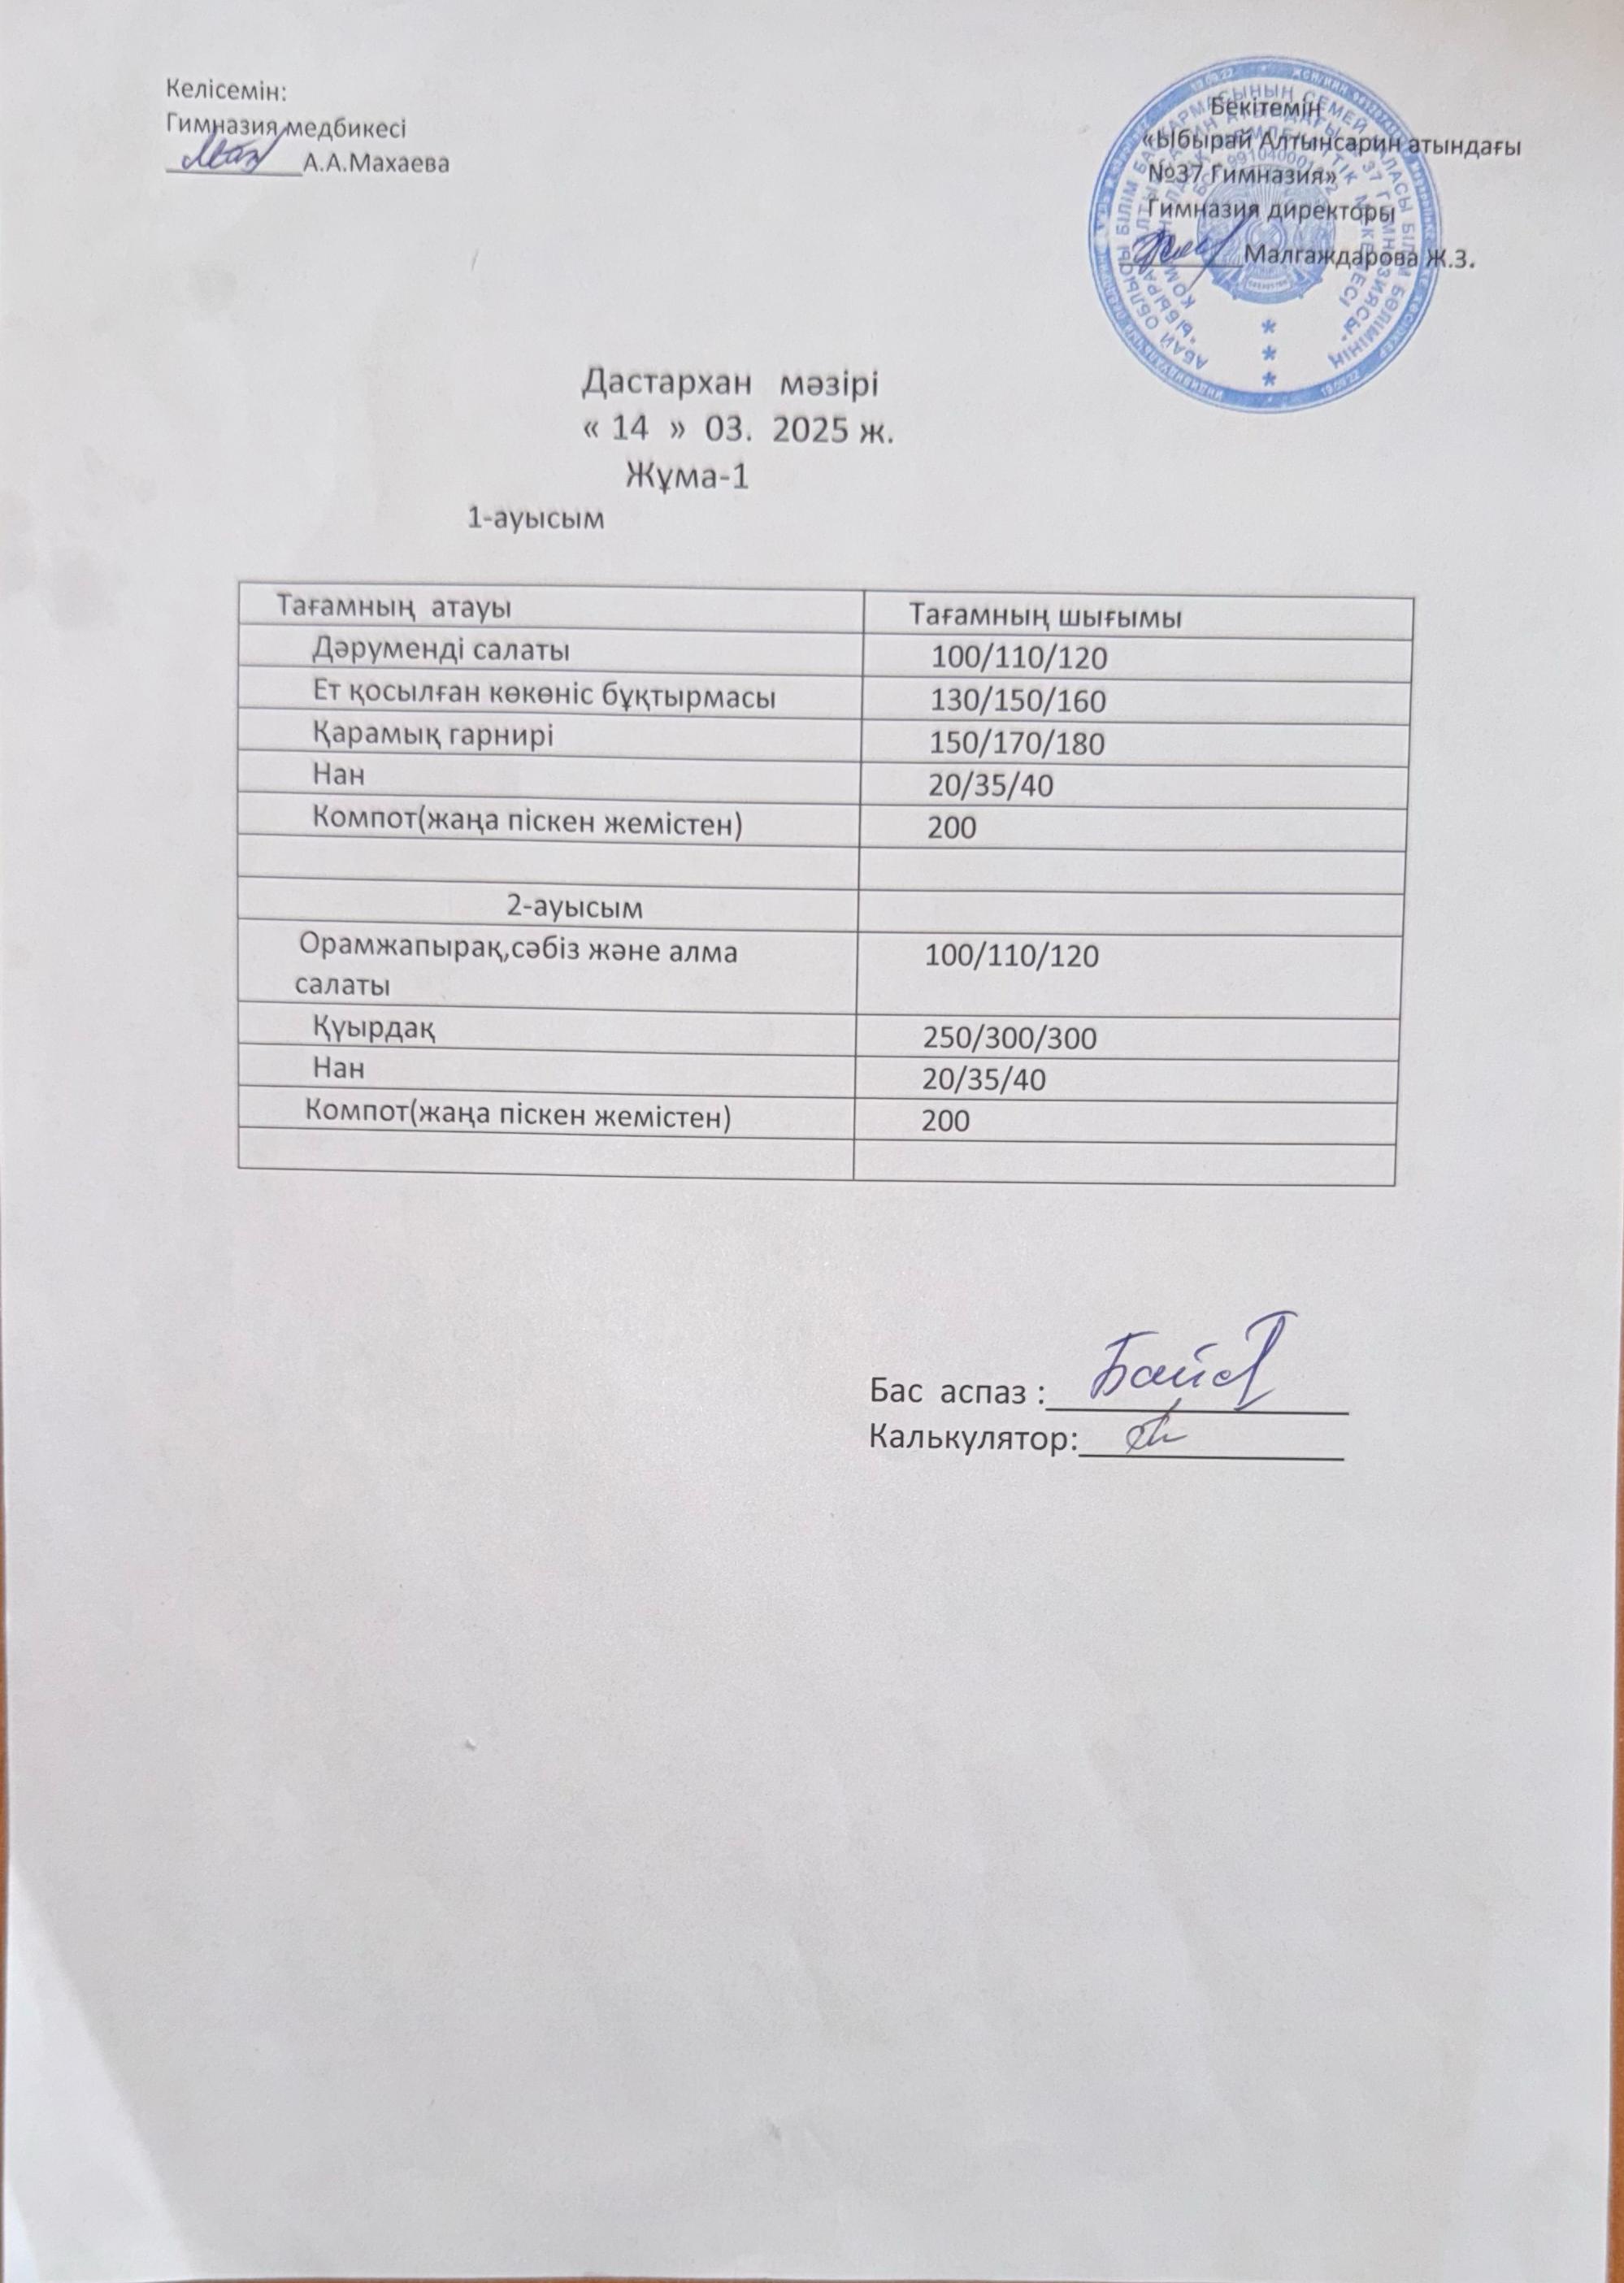 Келісемін:
Гимназия медбикесі
А.А.Махаева
Бекітемін
«Ыбырай Алтынсарин атындағы
№37 Гимназия»
Гимназия директоры
Малгаждарова Ж.З.
Дастархан мәзірі
« 14 » 03. 2025 ж.
Жұма-1
1-ауысым
Тағамның атауы Тағамның шығымы
Дәруменді салаты 100/110/120
Ет қосылған көкөніс бұқтырмасы 130/150/160
Қарамық гарнирі 150/170/180
Нан 20/35/40
Компот(жаңа піскен жемістен) 200
2-ауысым
Орамжапырақ,сәбіз және алма 100/110/120
салаты
Қуырдақ 250/300/300
Нан 20/35/40
Компот(жаңа піскен жемістен) 200
Бас аспаз :
Калькулятор: